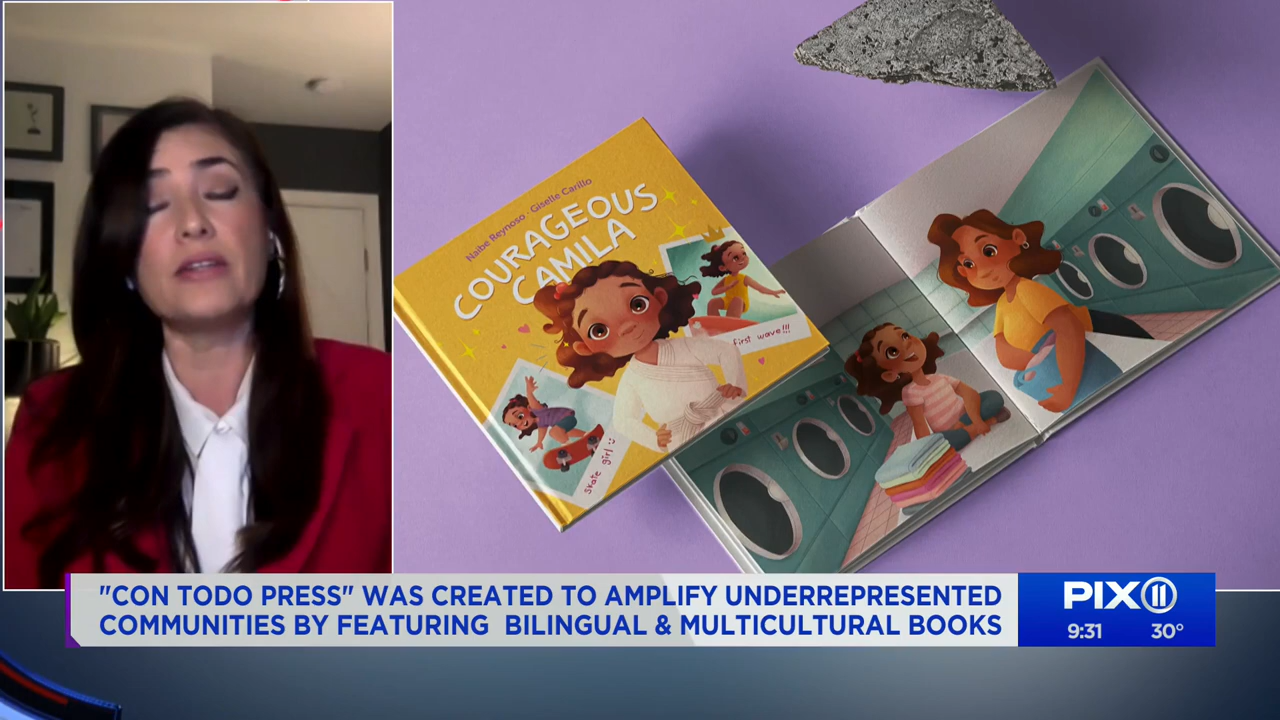 Naibe Reynoso · Giselle Carillo
COURAGEOUS
CAMILA
first wave!!!
skate girl :)
"CON TODO PRESS" WAS CREATED TO AMPLIFY UNDERREPRESENTED
COMMUNITIES BY FEATURING BILINGUAL & MULTICULTURAL BOOKS
PIX11
9:31 30°